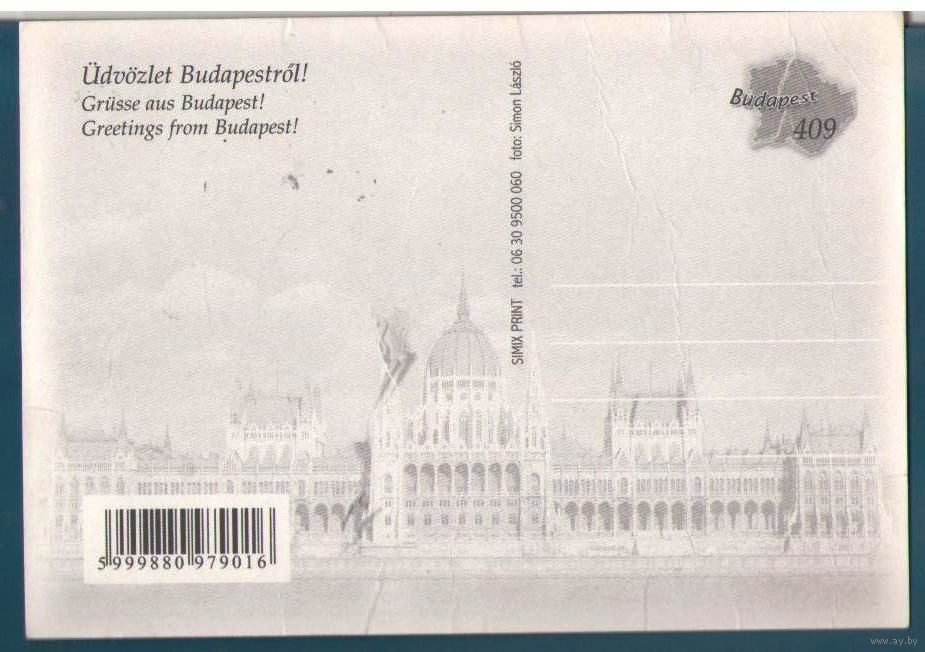 Üdvözlet Budapestről!
Grüsse aus Budapest!
Greetings from Budapest!
SIMIX PRINT tel.: 06 30 9500 060 foto: Simon László
Budapest
409
5 999880 979016
www.ay.by